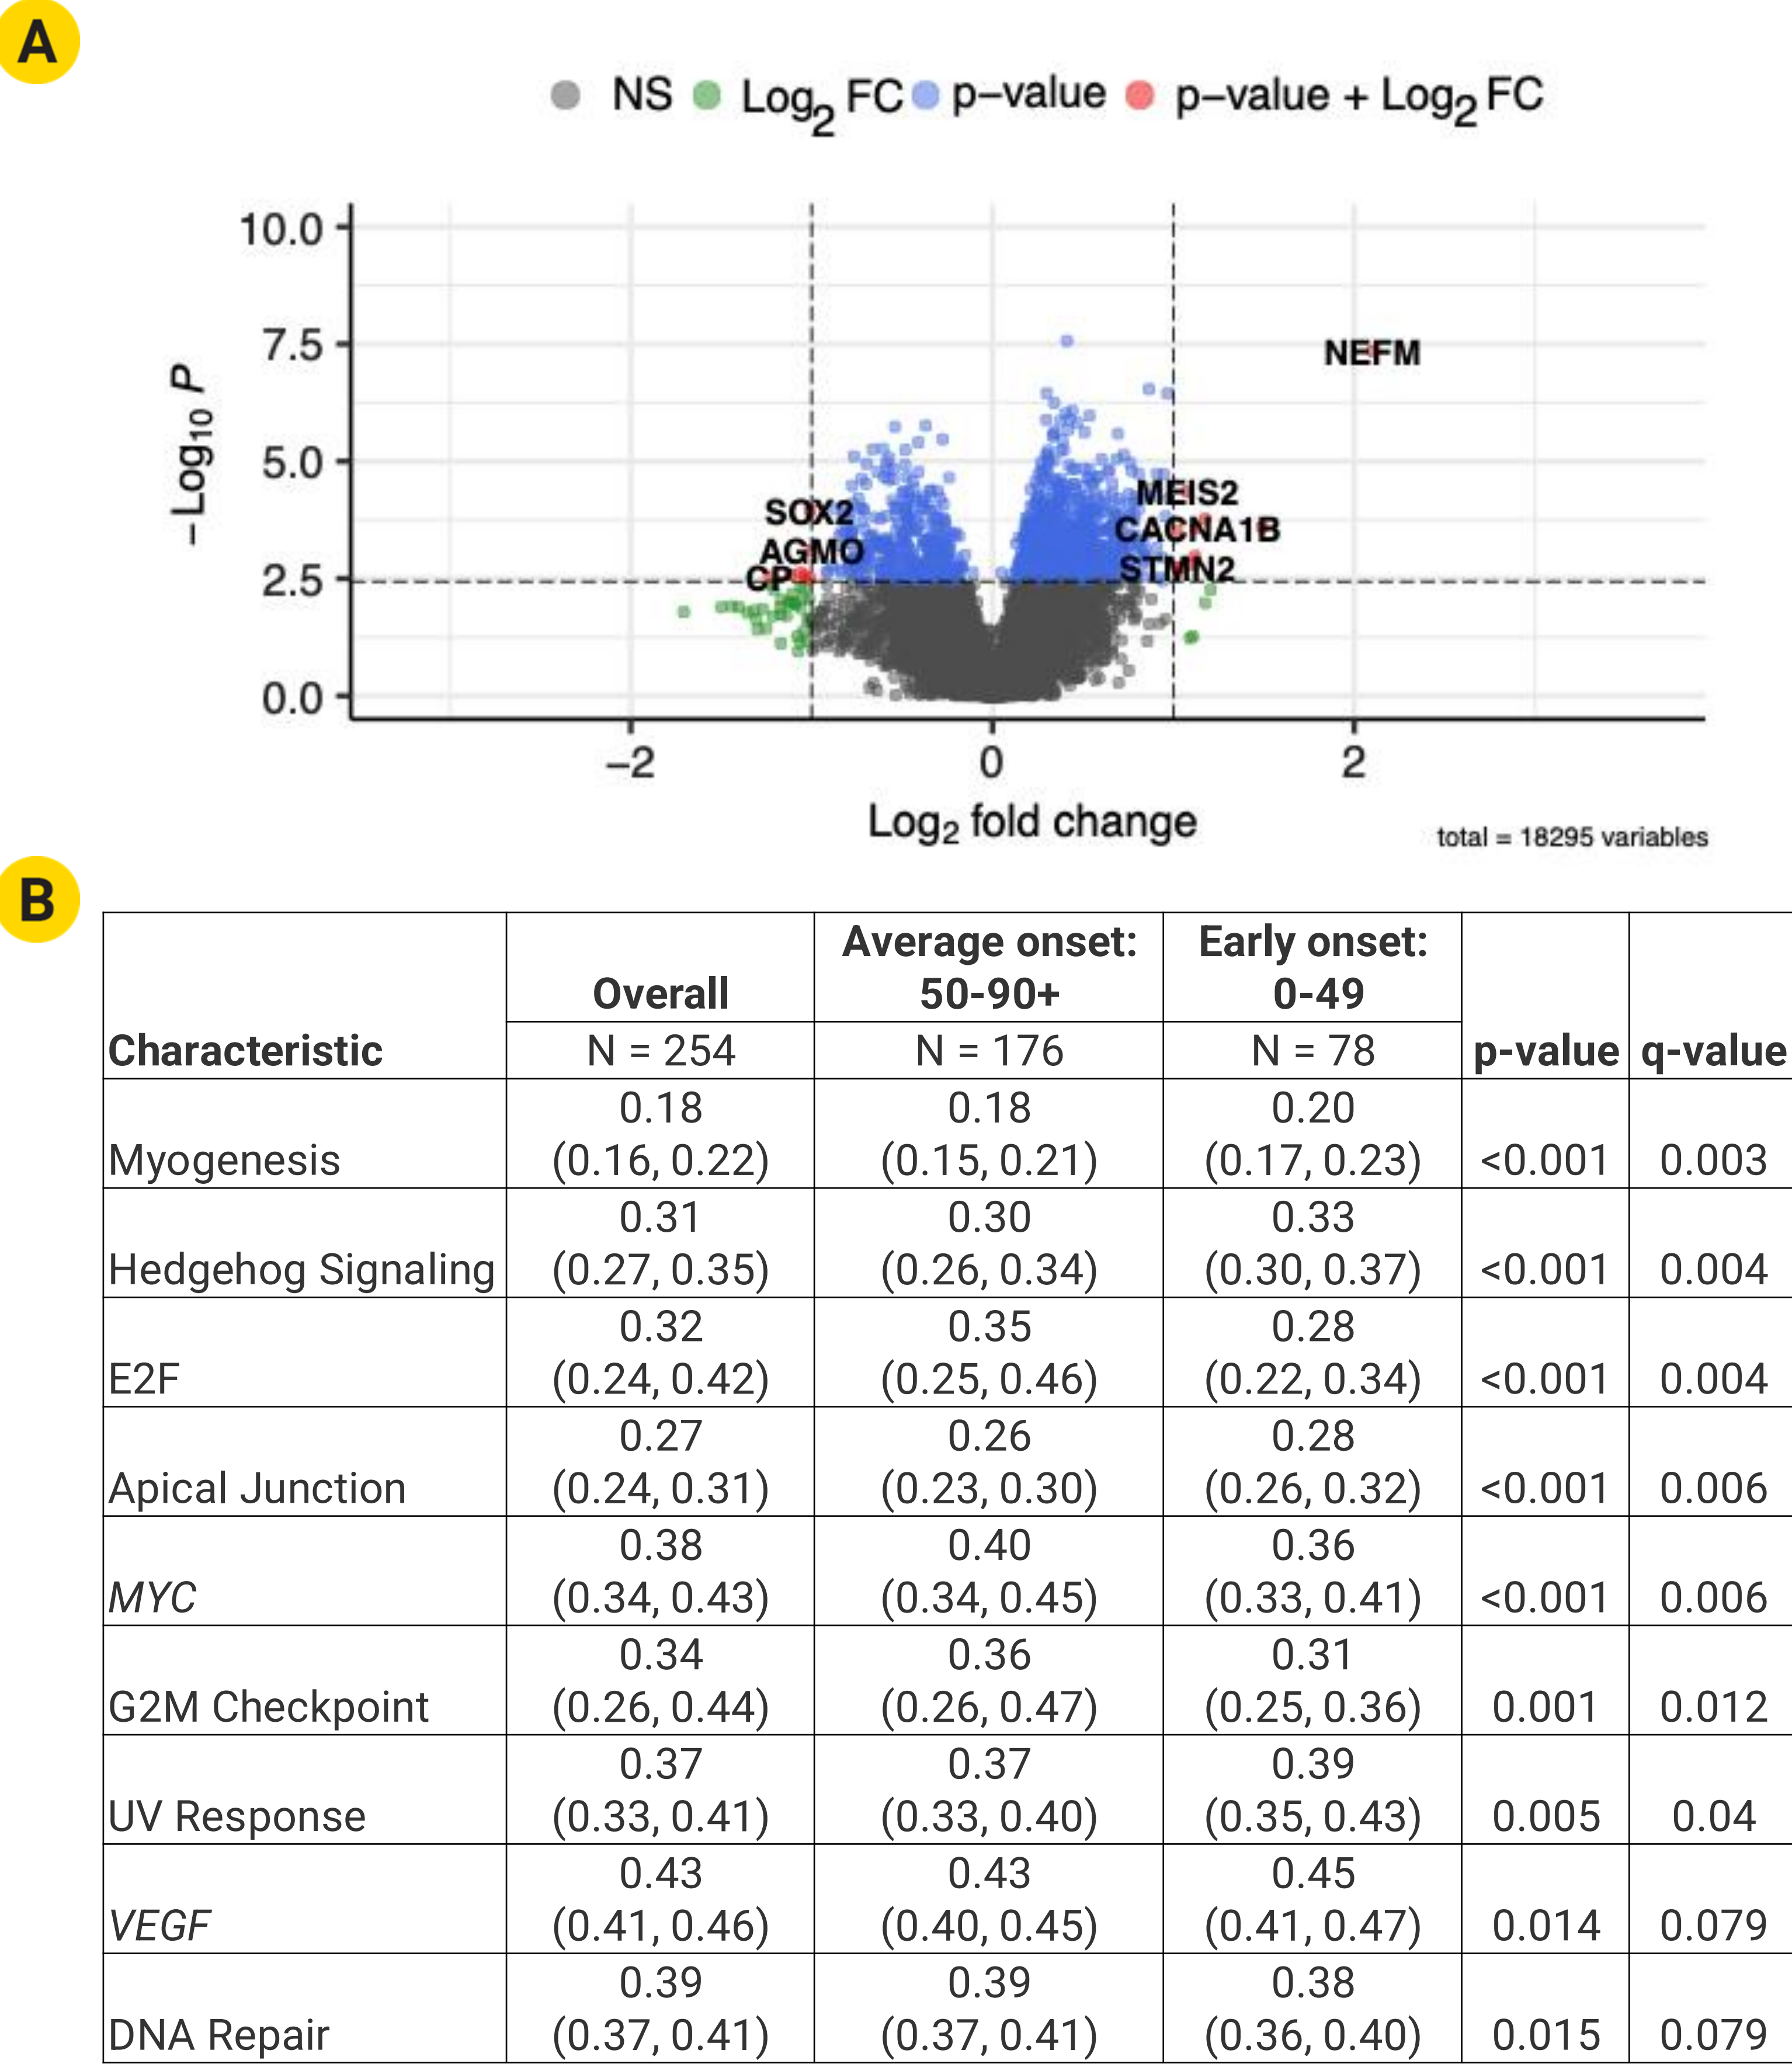 A
NS Log2 FC p-value p-value + Log2 FC
10.0
7.5
5.0
2.5
0.0
-Log10 P
NEFM
MEIS2
SOX2
CACNA1B
AGMO
STMN2
CP
-2 0 2
Log2 fold change
total = 18295 variables
B
Average onset: Early onset:
Overall 50-90+ 0-49
Characteristic N = 254 N = 176 N = 78 p-value q-value
0.18 0.18 0.20
Myogenesis (0.16, 0.22) (0.15, 0.21) (0.17, 0.23) <0.001 0.003
0.31 0.30 0.33
Hedgehog Signaling (0.27, 0.35) (0.26, 0.34) (0.30, 0.37) <0.001 0.004
0.32 0.35 0.28
E2F (0.24, 0.42) (0.25, 0.46) (0.22, 0.34) <0.001 0.004
0.27 0.26 0.28
Apical Junction (0.24, 0.31) (0.23, 0.30) (0.26, 0.32) <0.001 0.006
0.38 0.40 0.36
MYC (0.34, 0.43) (0.34, 0.45) (0.33, 0.41) <0.001 0.006
0.34 0.36 0.31
G2M Checkpoint (0.26, 0.44) (0.26, 0.47) (0.25, 0.36) 0.001 0.012
0.37 0.37 0.39
UV Response (0.33, 0.41) (0.33, 0.40) (0.35, 0.43) 0.005 0.04
0.43 0.43 0.45
VEGF (0.41, 0.46) (0.40, 0.45) (0.41, 0.47) 0.014 0.079
0.39 0.39 0.38
DNA Repair (0.37, 0.41) (0.37, 0.41) (0.36, 0.40) 0.015 0.079